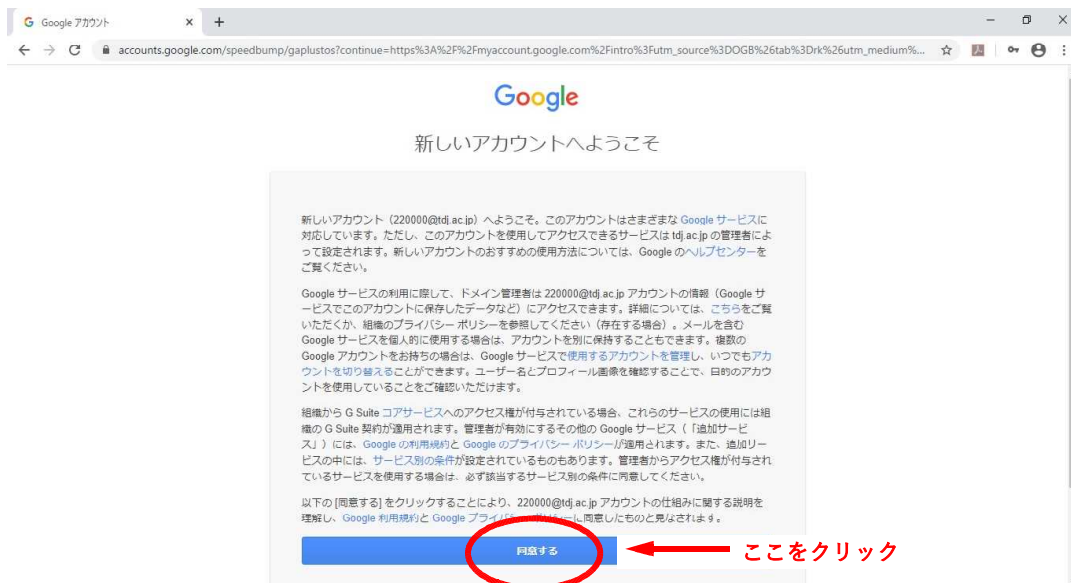 Google アカウント
accounts.google.com/speedbump/gaplustos?continue=https%3A%2F%2Fmyaccount.google.com%2Fintro%3Futm_source%3DOGB%26tab%3Drk%26utm_medium%...
Google
新しいアカウントへようこそ
新しいアカウント（220000@tdj.ac.jp）へようこそ。このアカウントはさまざまな Google サービスに
対応しています。ただし、このアカウントを使用してアクセスできるサービスは tdj.ac.jp の管理者によ
って設定されます。新しいアカウントのおすすめの使用方法については、Google のヘルプセンターを
ご覧ください。
Google サービスの利用に際して、ドメイン管理者は 220000@tdj.ac.jp アカウントの情報（Google サ
ービスでこのアカウントに保存したデータなど）にアクセスできます。詳細については、こちらをご覧
いただくか、組織のプライバシー ポリシーを参照してください（存在する場合）。メールを含む
Google サービスを個人的に使用する場合は、アカウントを別に保持することもできます。複数の
Google アカウントをお持ちの場合は、Google サービスで使用するアカウントを管理し、いつでもアカ
ウントを切り替えることができます。ユーザー名とプロフィール画像を確認することで、目的のアカウ
ントを使用していることをご確認いただけます。
組織から G Suite コアサービスへのアクセス権が付与されている場合、これらのサービスの使用には組
織の G Suite 契約が適用されます。管理者が有効にするその他の Google サービス（「追加サービ
ス」）には、Google の利用規約と Google のプライバシー ポリシーが適用されます。また、追加サー
ビスの中には、サービス別の条件が設定されているものもあります。管理者からアクセス権が付与され
ているサービスを使用する場合は、必ず該当するサービス別の条件に同意してください。
以下の [同意する] をクリックすることにより、220000@tdj.ac.jp アカウントの仕組みに関する説明を
理解し、Google 利用規約と Google プライバシー ポリシーに同意したものと見なされます。
同意する
ここをクリック